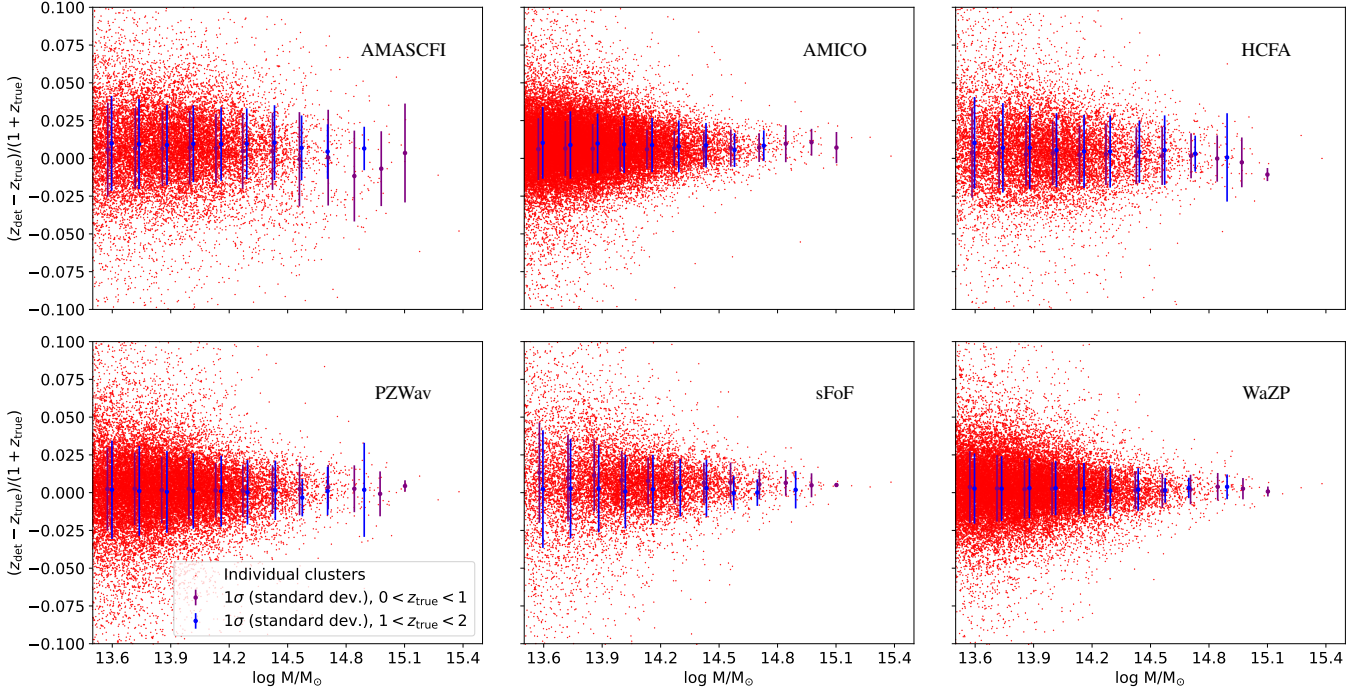 0.100
0.075
0.050
0.025
0.000
−0.025
−0.050
−0.075
−0.100
(z_det − z_true)/(1 + z_true)
AMASCFI
AMICO
HCFA
0.100
0.075
0.050
0.025
0.000
−0.025
−0.050
−0.075
−0.100
(z_det − z_true)/(1 + z_true)
PZWav
sFoF
WaZP
Individual clusters
1σ (standard dev.), 0 < z_true < 1
1σ (standard dev.), 1 < z_true < 2
13.6 13.9 14.2 14.5 14.8 15.1 15.4
13.6 13.9 14.2 14.5 14.8 15.1 15.4
13.6 13.9 14.2 14.5 14.8 15.1 15.4
log M/M⊙
log M/M⊙
log M/M⊙